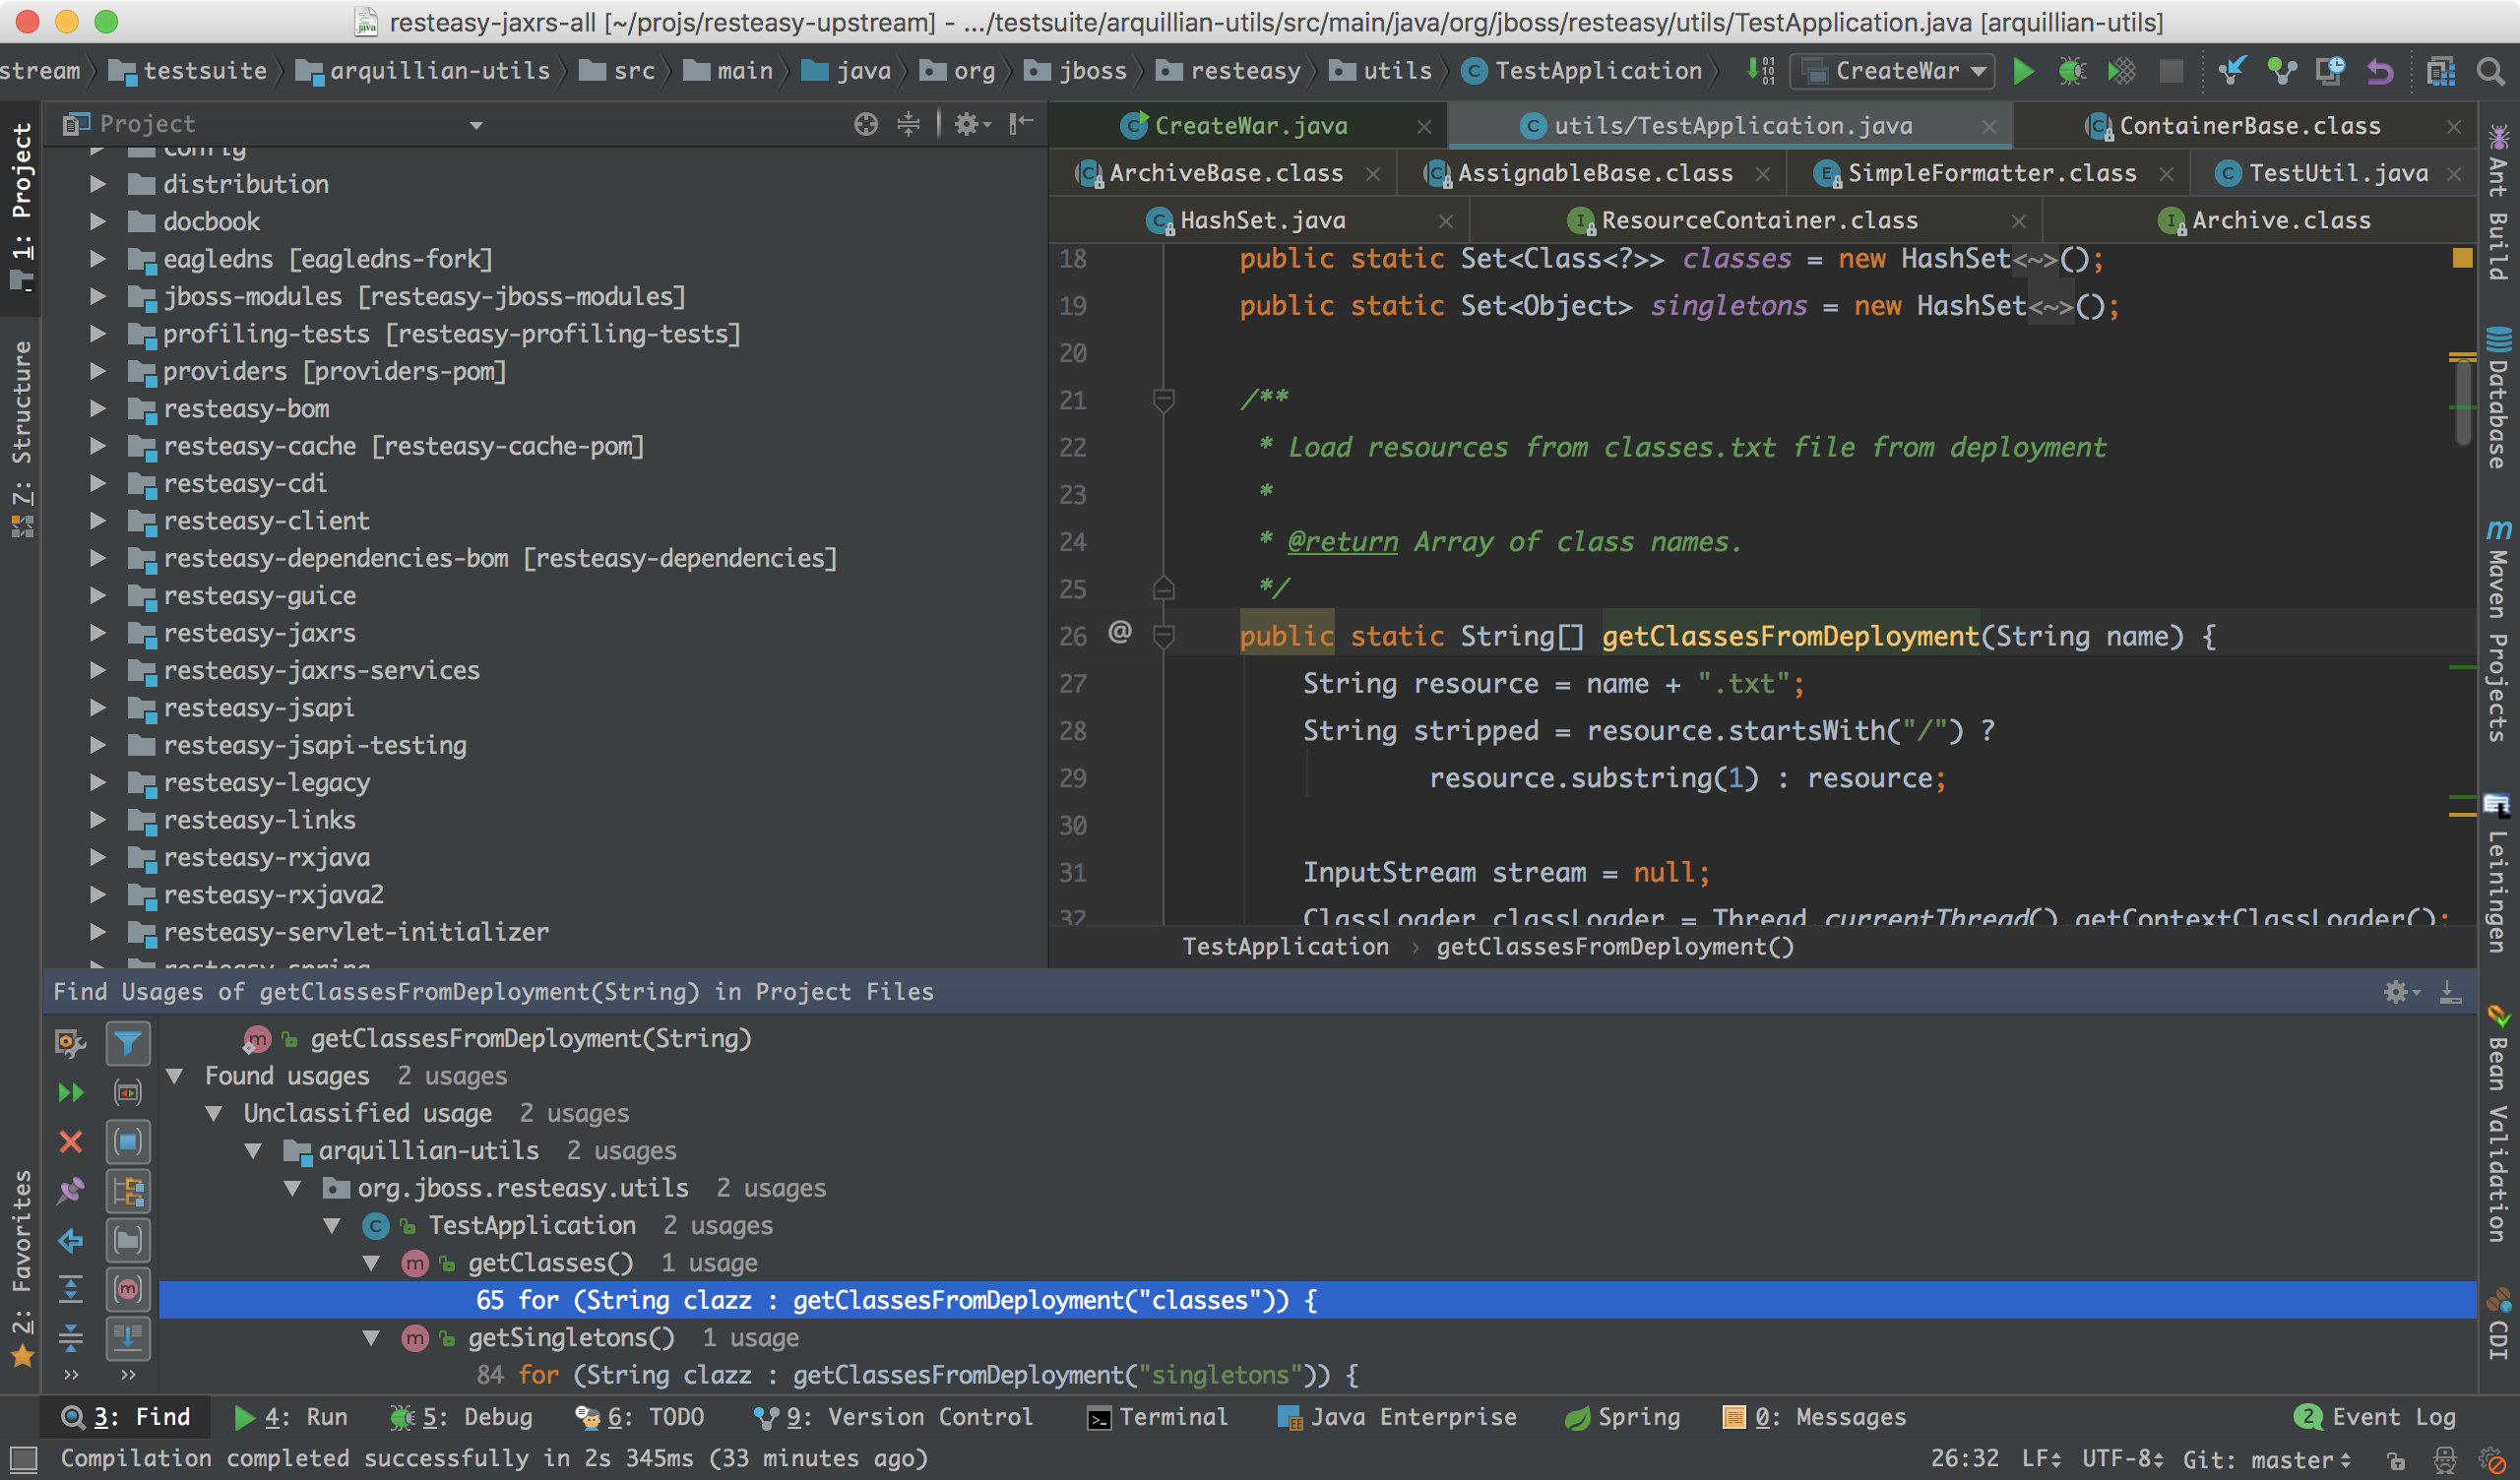 resteasy-jaxrs-all [~/projs/resteasy-upstream] - .../testsuite/arquillian-utils/src/main/java/org/jboss/resteasy/utils/TestApplication.java [arquillian-utils]
stream testsuite arquillian-utils src main java org jboss resteasy utils TestApplication CreateWar
1: Project
7: Structure
2: Favorites
Project
config
distribution
docbook
eagledns [eagledns-fork]
jboss-modules [resteasy-jboss-modules]
profiling-tests [resteasy-profiling-tests]
providers [providers-pom]
resteasy-bom
resteasy-cache [resteasy-cache-pom]
resteasy-cdi
resteasy-client
resteasy-dependencies-bom [resteasy-dependencies]
resteasy-guice
resteasy-jaxrs
resteasy-jaxrs-services
resteasy-jsapi
resteasy-jsapi-testing
resteasy-legacy
resteasy-links
resteasy-rxjava
resteasy-rxjava2
resteasy-servlet-initializer
resteasy-spring
CreateWar.java utils/TestApplication.java ContainerBase.class
ArchiveBase.class AssignableBase.class SimpleFormatter.class TestUtil.java
HashSet.java ResourceContainer.class Archive.class
18 public static Set<Class<?>> classes = new HashSet<~>();
19 public static Set<Object> singletons = new HashSet<~>();
20
21 /**
22 * Load resources from classes.txt file from deployment
23 *
24 * @return Array of class names.
25 */
26 @ public static String[] getClassesFromDeployment(String name) {
27 String resource = name + ".txt";
28 String stripped = resource.startsWith("/") ?
29 resource.substring(1) : resource;
30
31 InputStream stream = null;
32 ClassLoader classLoader = Thread.currentThread().getContextClassLoader();
TestApplication › getClassesFromDeployment()
Ant Build
Database
Maven Projects
Leiningen
Bean Validation
CDI
Find Usages of getClassesFromDeployment(String) in Project Files
getClassesFromDeployment(String)
Found usages 2 usages
Unclassified usage 2 usages
arquillian-utils 2 usages
org.jboss.resteasy.utils 2 usages
TestApplication 2 usages
getClasses() 1 usage
65 for (String clazz : getClassesFromDeployment("classes")) {
getSingletons() 1 usage
84 for (String clazz : getClassesFromDeployment("singletons")) {
3: Find 4: Run 5: Debug 6: TODO 9: Version Control Terminal Java Enterprise Spring 0: Messages 2 Event Log
Compilation completed successfully in 2s 345ms (33 minutes ago) 26:32 LF UTF-8 Git: master